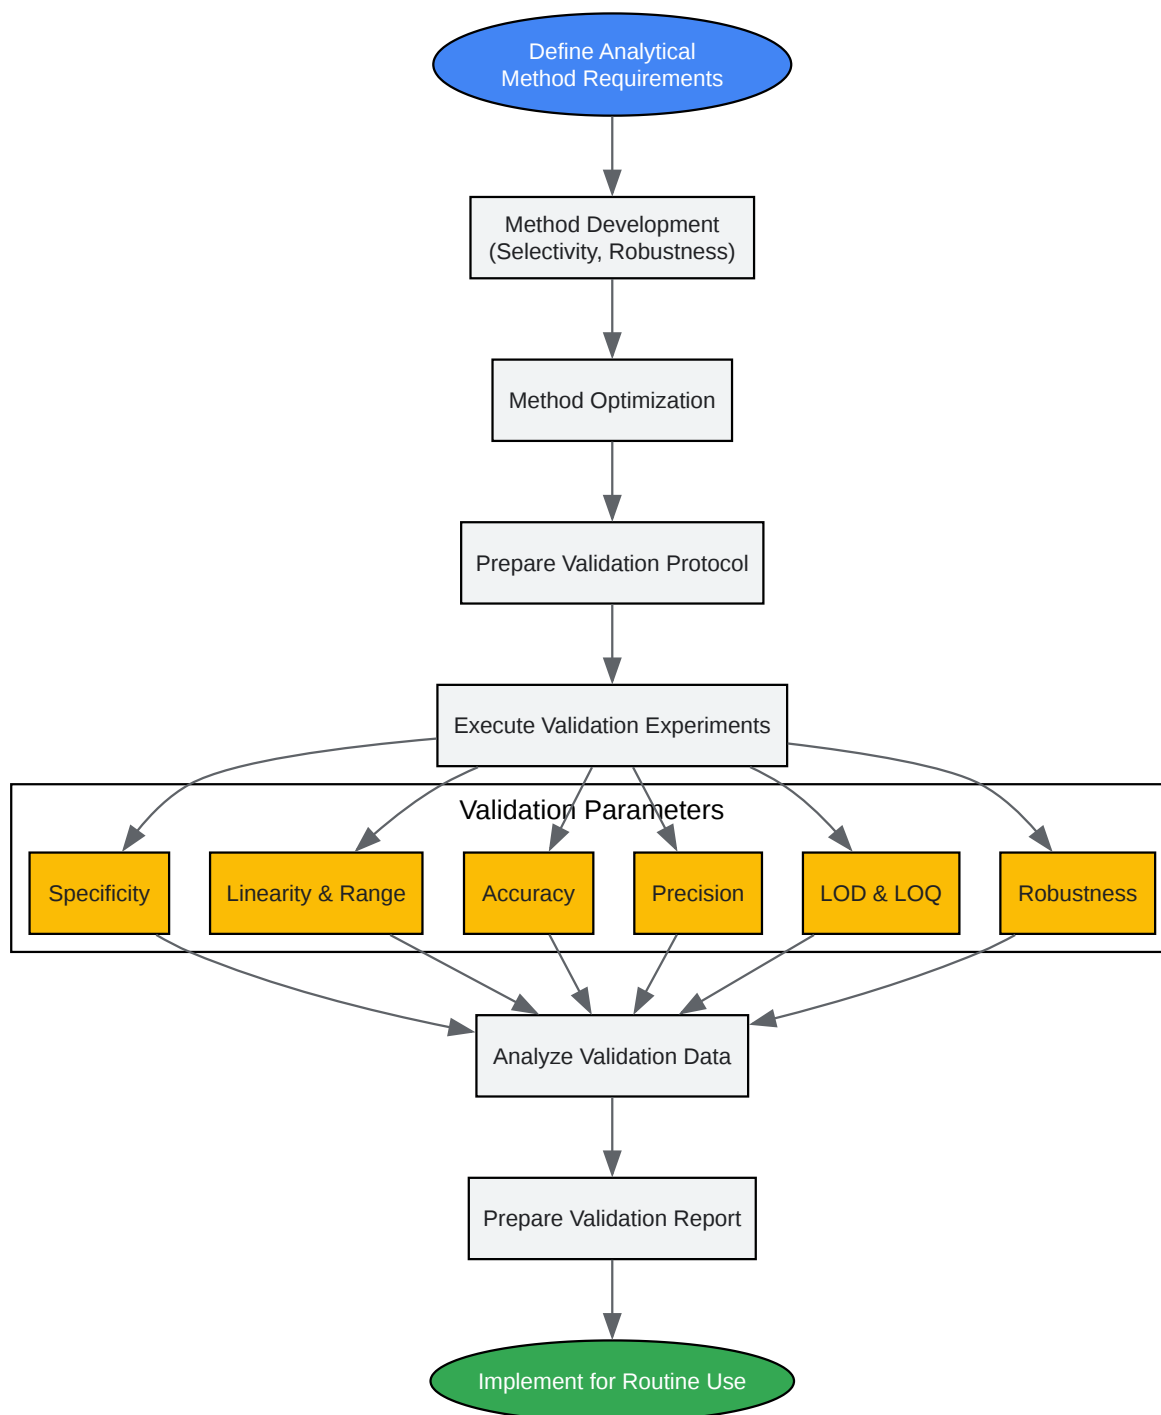 Define Analytical
Method Requirements
Method Development
(Selectivity, Robustness)
Method Optimization
Prepare Validation Protocol
Execute Validation Experiments
Validation Parameters
Specificity
Linearity & Range
Accuracy
Precision
LOD & LOQ
Robustness
Analyze Validation Data
Prepare Validation Report
Implement for Routine Use